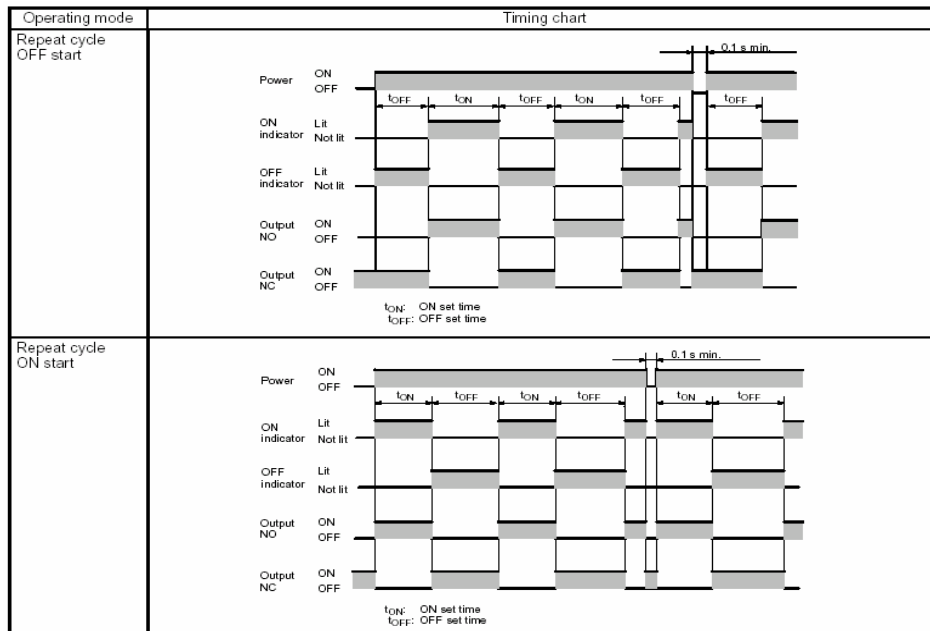 Operating mode
Timing chart
Repeat cycle
OFF start
0.1 s min.
Power ON
OFF
tOFF tON tOFF tON tOFF tOFF
ON indicator Lit
Not lit
OFF indicator Lit
Not lit
Output NO ON
OFF
Output NC ON
OFF
tON: ON set time
tOFF: OFF set time
Repeat cycle
ON start
0.1 s min.
Power ON
OFF
tON tOFF tON tOFF tON tOFF
ON indicator Lit
Not lit
OFF indicator Lit
Not lit
Output NO ON
OFF
Output NC ON
OFF
tON: ON set time
tOFF: OFF set time